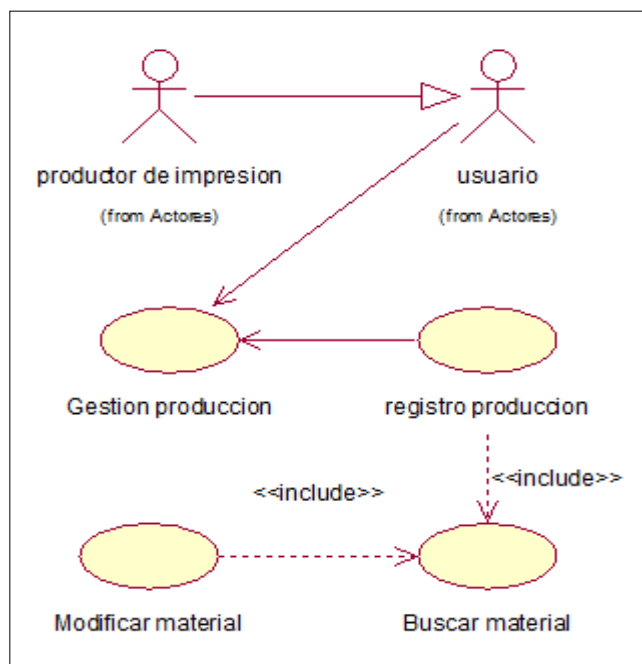 productor de impresion
usuario
(from Actores)
(from Actores)
Gestion produccion
registro produccion
<<include>>
<<include>>
Modificar material
Buscar material